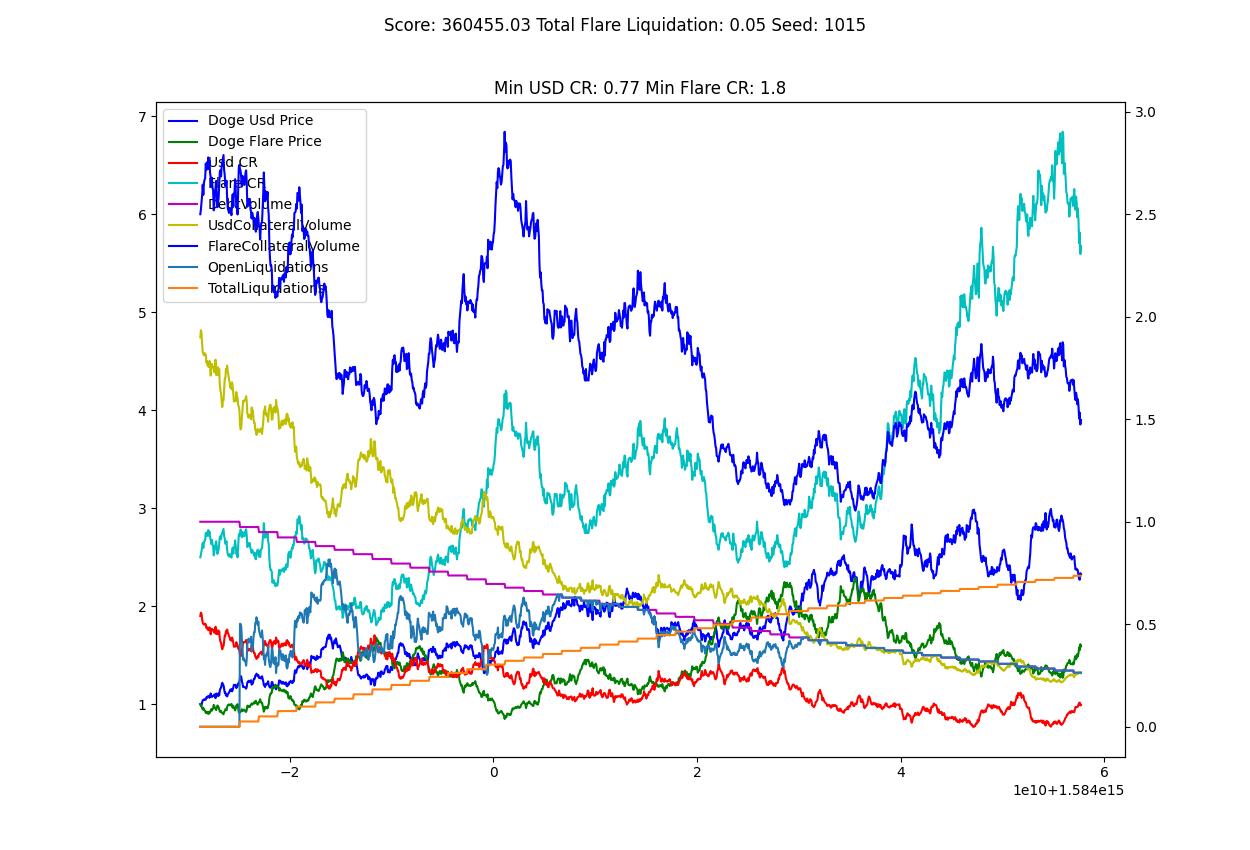 Score: 360455.03 Total Flare Liquidation: 0.05 Seed: 1015
Min USD CR: 0.77 Min Flare CR: 1.8
Doge Usd Price
Doge Flare Price
Usd CR
Flare CR
DebtVolume
UsdCollateralVolume
FlareCollateralVolume
OpenLiquidations
TotalLiquidations
7
6
5
4
3
2
1
3.0
2.5
2.0
1.5
1.0
0.5
0.0
−2
0
2
4
6
1e10+1.584e15